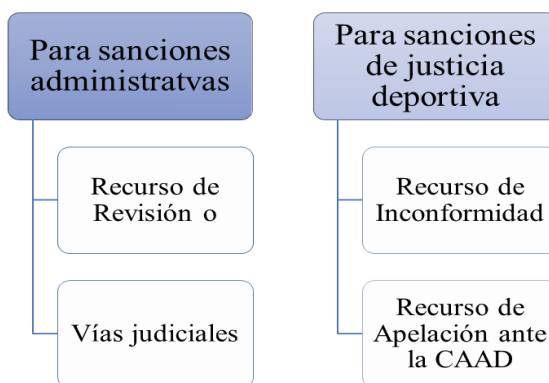 Para sanciones
administratvas
Recurso de
Revisión o
Vías judiciales
Para sanciones
de justicia
deportiva
Recurso de
Inconformidad
Recurso de
Apelación ante
la CAAD